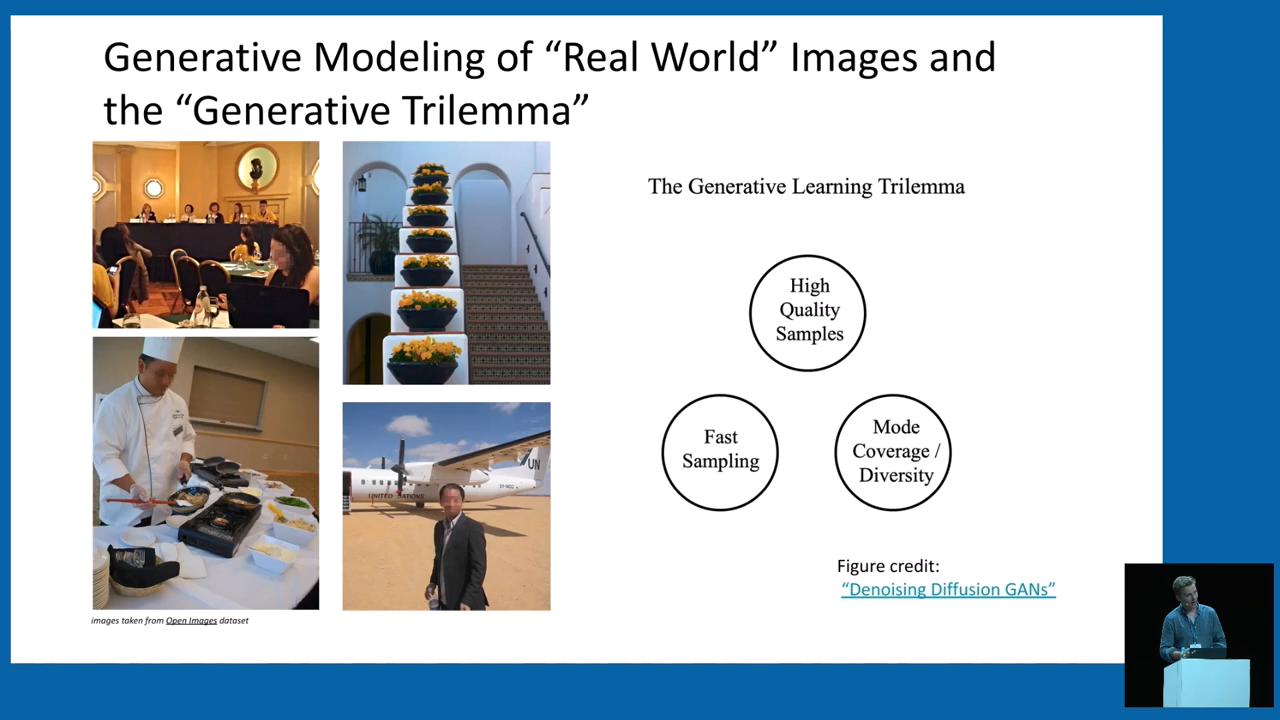 Generative Modeling of “Real World” Images and
the “Generative Trilemma”
The Generative Learning Trilemma
High
Quality
Samples
Fast
Sampling
Mode
Coverage /
Diversity
UNITED NATIONS
UN
Figure credit:
“Denoising Diffusion GANs”
images taken from Open Images dataset